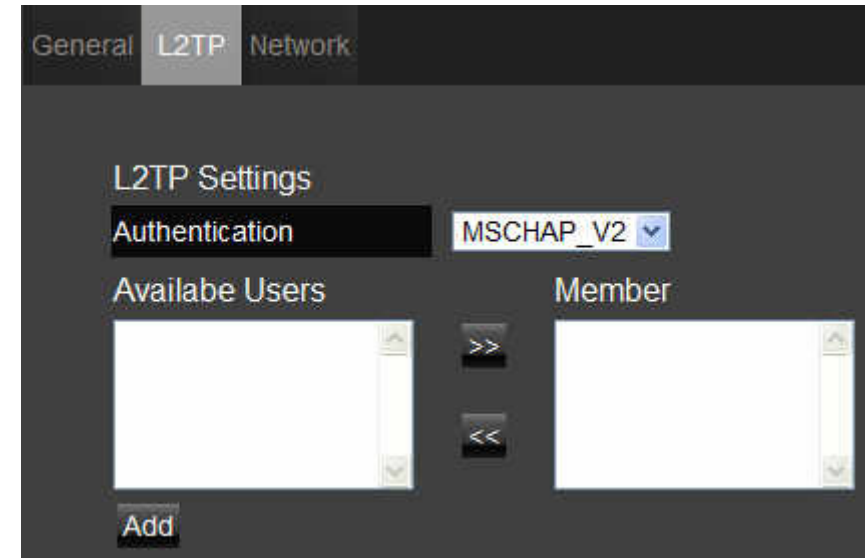 General L2TP Network
L2TP Settings
Authentication MSCHAP_V2
Availabe Users Member
>>
<<
Add